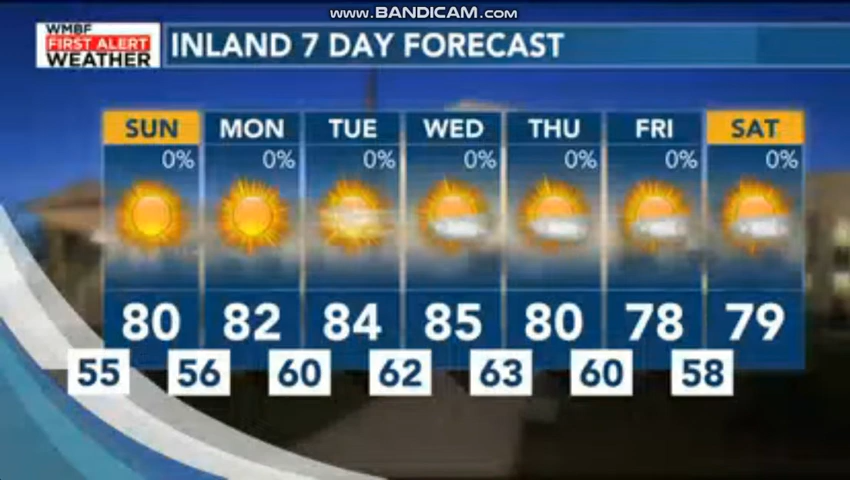 www.BANDICAM.com
WMBF
FIRST ALERT
WEATHER
INLAND 7 DAY FORECAST
SUN MON TUE WED THU FRI SAT
0% 0% 0% 0% 0% 0% 0%
80 82 84 85 80 78 79
55 56 60 62 63 60 58